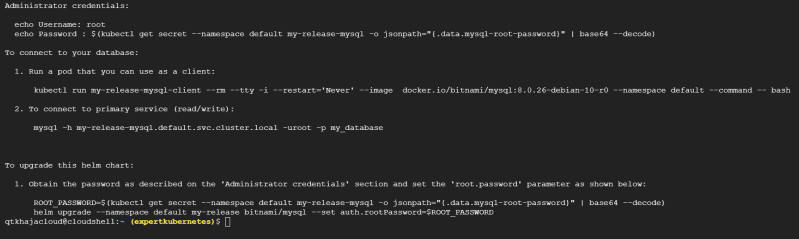 Administrator credentials:
echo Username: root
echo Password : $(kubectl get secret --namespace default my-release-mysql -o jsonpath="{.data.mysql-root-password}" | base64 --decode)
To connect to your database:
1. Run a pod that you can use as a client:
kubectl run my-release-mysql-client --rm --tty -i --restart='Never' --image  docker.io/bitnami/mysql:8.0.26-debian-10-r0 --namespace default --command -- bash
2. To connect to primary service (read/write):
mysql -h my-release-mysql.default.svc.cluster.local -uroot -p my_database
To upgrade this helm chart:
1. Obtain the password as described on the 'Administrator credentials' section and set the 'root.password' parameter as shown below:
ROOT_PASSWORD=$(kubectl get secret --namespace default my-release-mysql -o jsonpath="{.data.mysql-root-password}" | base64 --decode)
helm upgrade --namespace default my-release bitnami/mysql --set auth.rootPassword=$ROOT_PASSWORD
qtkhajacloud@cloudshell:~ (expertkubernetes)$